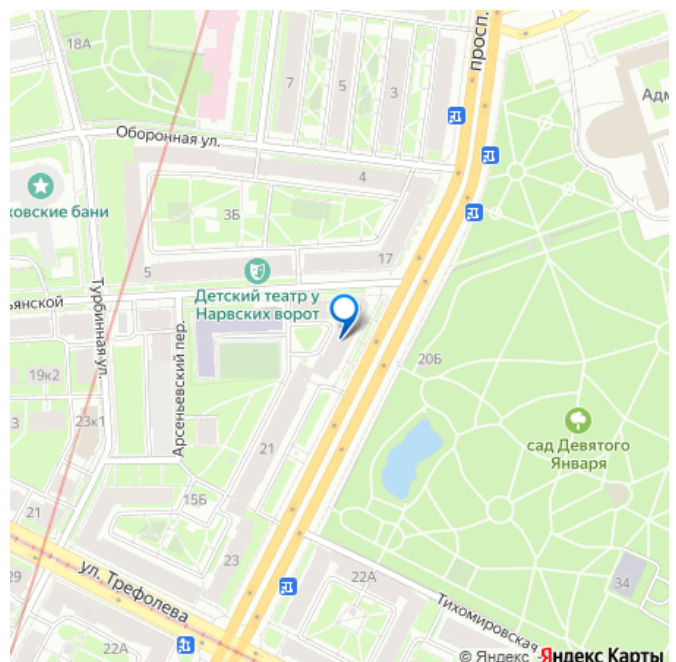 18А
просп.
7
5
3
Адм
Оборонная ул.
4
ховские бани
3Б
5
17
Детский театр у
Нарвских ворот
ьянской
Турбинная ул.
Арсеньевский пер.
20Б
19к2
3
23к1
сад Девятого
Января
21
15Б
21
23
ул. Трефолева
29
22А
34
Тихомировская
22А
© Яндекс
Яндекс Карты